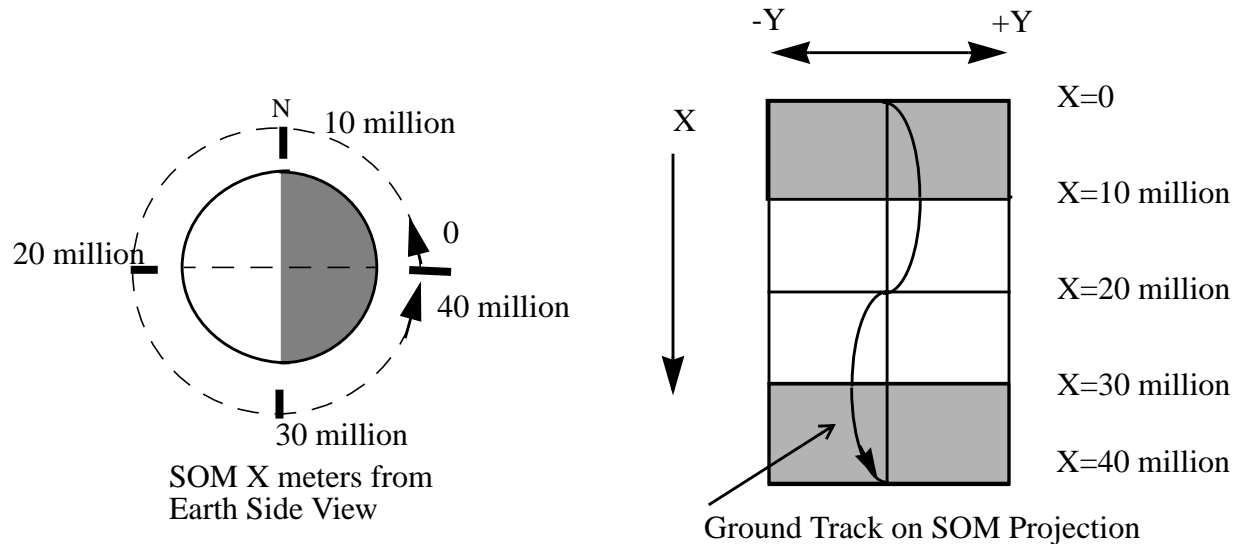 N
10 million
0
20 million
40 million
30 million
SOM X meters from
Earth Side View
-Y
+Y
X
X=0
X=10 million
X=20 million
X=30 million
X=40 million
Ground Track on SOM Projection